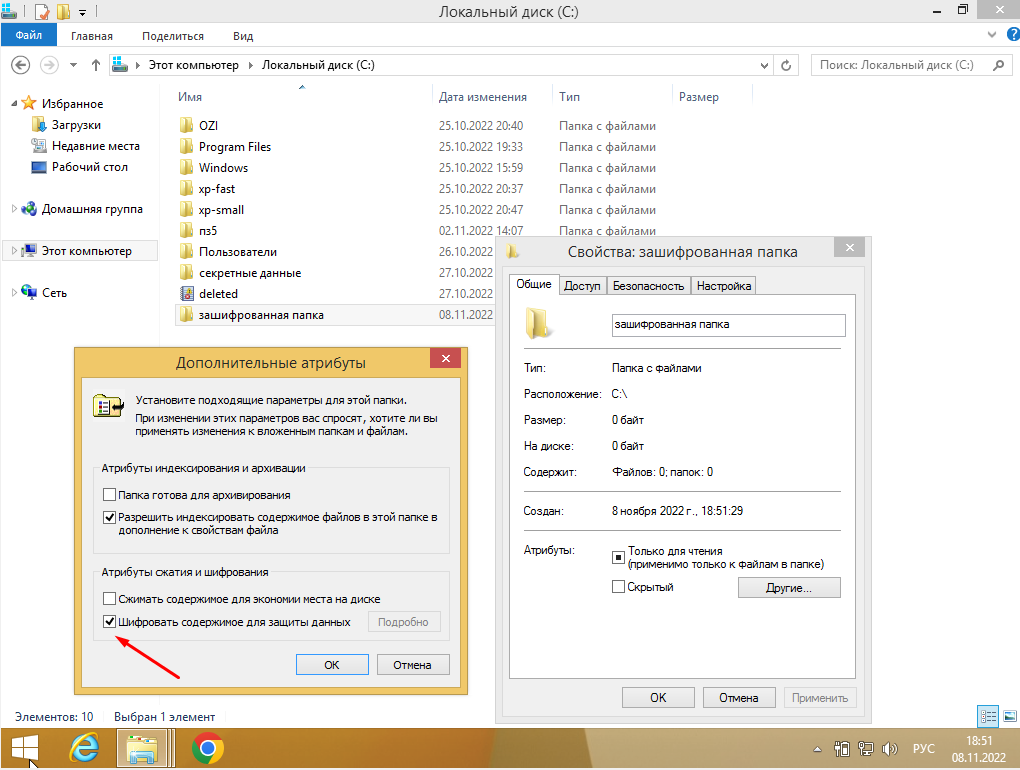 Локальный диск (C:)
Файл Главная Поделиться Вид
Этот компьютер Локальный диск (C:) Поиск: Локальный диск (C:)
Избранное
Загрузки
Недавние места
Рабочий стол
Домашняя группа
Этот компьютер
Сеть
Имя Дата изменения Тип Размер
OZI 25.10.2022 20:40 Папка с файлами
Program Files 25.10.2022 19:33 Папка с файлами
Windows 25.10.2022 15:59 Папка с файлами
xp-fast 25.10.2022 20:37 Папка с файлами
xp-small 25.10.2022 20:47 Папка с файлами
пз5 02.11.2022 14:07 Папка с файлами
Пользователи 26.10.2022
секретные данные 27.10.2022
deleted 27.10.2022
зашифрованная папка 08.11.2022
Дополнительные атрибуты
Установите подходящие параметры для этой папки.
При изменении этих параметров вас спросят, хотите ли вы
применять изменения к вложенным папкам и файлам.
Атрибуты индексирования и архивации
Папка готова для архивирования
Разрешить индексировать содержимое файлов в этой папке в
дополнение к свойствам файла
Атрибуты сжатия и шифрования
Сжимать содержимое для экономии места на диске
Шифровать содержимое для защиты данных Подробно
ОК Отмена
Свойства: зашифрованная папка
Общие Доступ Безопасность Настройка
зашифрованная папка
Тип: Папка с файлами
Расположение: C:\
Размер: 0 байт
На диске: 0 байт
Содержит: Файлов: 0; папок: 0
Создан: 8 ноября 2022 г., 18:51:29
Атрибуты: Только для чтения
(применимо только к файлам в папке)
Скрытый Другие...
ОК Отмена Применить
Элементов: 10 Выбран 1 элемент
РУС 18:51
08.11.2022